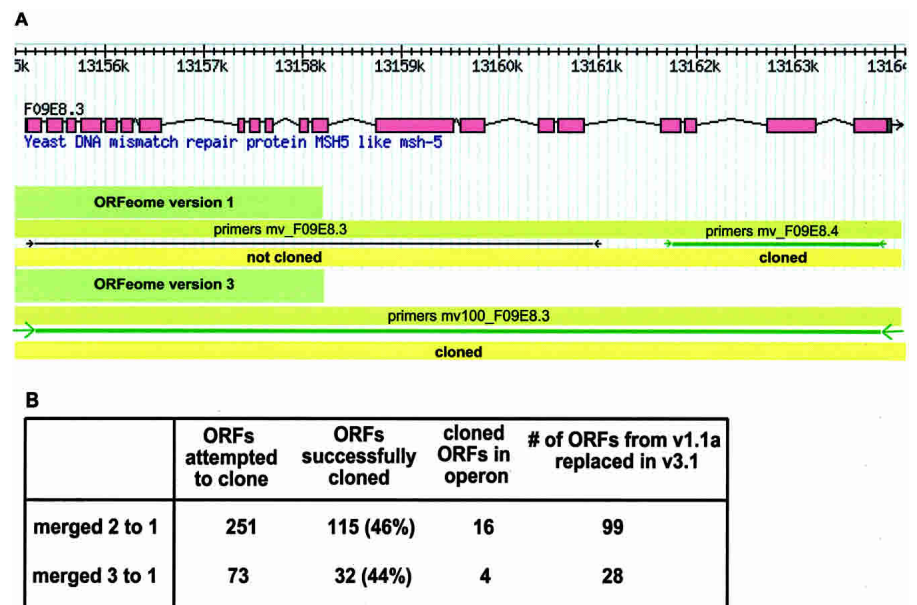 A
5k 13156k 13157k 13158k 13159k 13160k 13161k 13162k 13163k 1316
F09E8.3
Yeast DNA mismatch repair protein MSH5 like msh-5
ORFeome version 1
primers mv_F09E8.3 primers mv_F09E8.4
not cloned cloned
ORFeome version 3
primers mv100_F09E8.3
cloned
B
ORFs attempted to clone ORFs successfully cloned cloned ORFs in operon # of ORFs from v1.1a replaced in v3.1
merged 2 to 1 251 115 (46%) 16 99
merged 3 to 1 73 32 (44%) 4 28